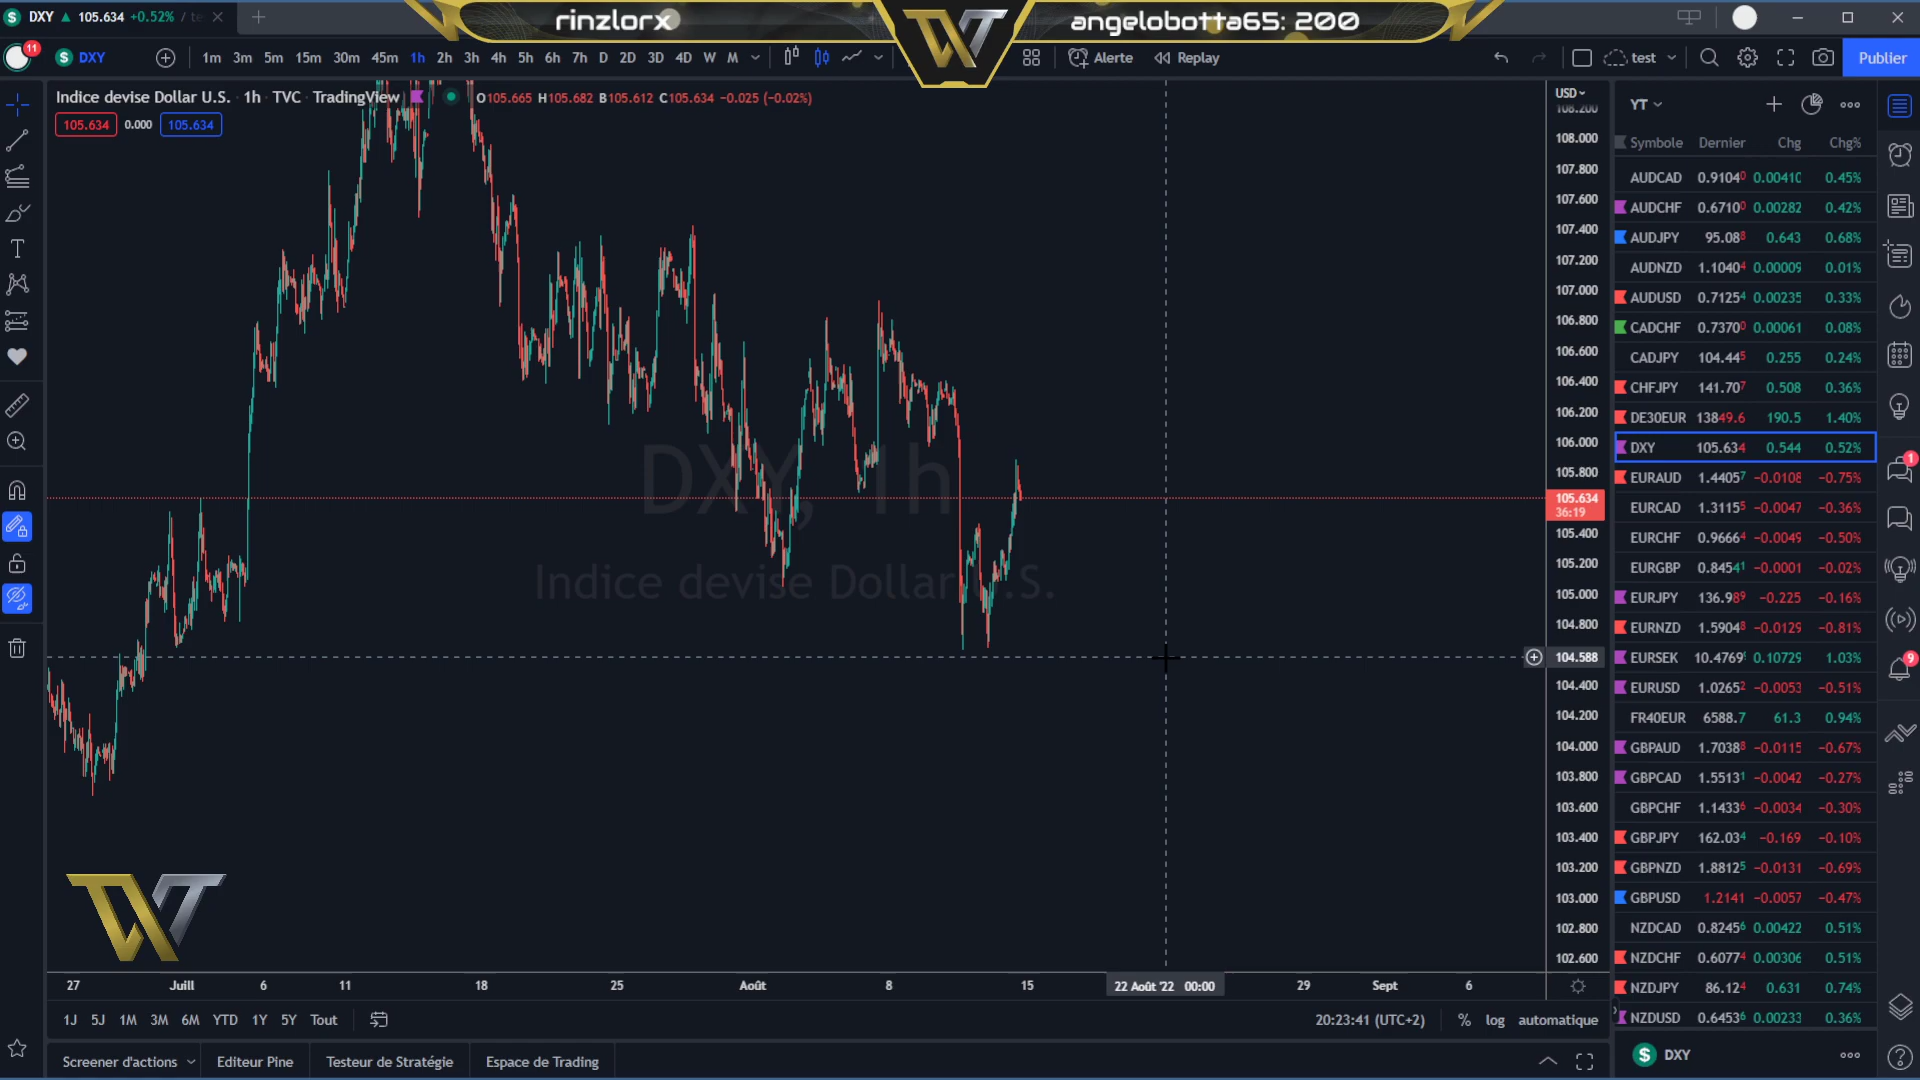 DXY ▲ 105.634 +0.52% / te
rinzlorx
angelobotta65: 200
11
DXY
1m 3m 5m 15m 30m 45m 1h 2h 3h 4h 5h 6h 7h D 2D 3D 4D W M
Alerte
Replay
test
Publier
Indice devise Dollar U.S. 1h TVC TradingView
O105.665 H105.682 B105.612 C105.634 −0.025 (−0.02%)
105.634 0.000 105.634
DXY, 1h
Indice devise Dollar U.S.
USD
108.200
108.000
107.800
107.600
107.400
107.200
107.000
106.800
106.600
106.400
106.200
106.000
105.800
105.634
36:19
105.400
105.200
105.000
104.800
104.588
104.400
104.200
104.000
103.800
103.600
103.400
103.200
103.000
102.800
102.600
YT
Symbole Dernier Chg Chg%
AUDCAD 0.91040 0.00410 0.45%
AUDCHF 0.67100 0.00282 0.42%
AUDJPY 95.088 0.643 0.68%
AUDNZD 1.10404 0.00009 0.01%
AUDUSD 0.71254 0.00235 0.33%
CADCHF 0.73700 0.00061 0.08%
CADJPY 104.445 0.255 0.24%
CHFJPY 141.707 0.508 0.36%
DE30EUR 13849.6 190.5 1.40%
DXY 105.634 0.544 0.52%
EURAUD 1.44057 −0.0108 −0.75%
EURCAD 1.31155 −0.0047 −0.36%
EURCHF 0.96664 −0.0049 −0.50%
EURGBP 0.84541 −0.0001 −0.02%
EURJPY 136.989 −0.225 −0.16%
EURNZD 1.59048 −0.0129 −0.81%
EURSEK 10.4769 0.10729 1.03%
EURUSD 1.02652 −0.0053 −0.51%
FR40EUR 6588.7 61.3 0.94%
GBPAUD 1.70388 −0.0115 −0.67%
GBPCAD 1.55131 −0.0042 −0.27%
GBPCHF 1.14336 −0.0034 −0.30%
GBPJPY 162.034 −0.169 −0.10%
GBPNZD 1.88125 −0.0131 −0.69%
GBPUSD 1.2141 −0.0057 −0.47%
NZDCAD 0.82456 0.00422 0.51%
NZDCHF 0.60774 0.00306 0.51%
NZDJPY 86.124 0.631 0.74%
NZDUSD 0.64536 0.00233 0.36%
DXY
1
9
27 Juill 6 11 18 25 Août 8 15 22 Août '22 00:00 29 Sept 6
1J 5J 1M 3M 6M YTD 1Y 5Y Tout
20:23:41 (UTC+2) % log automatique
Screener d'actions Editeur Pine Testeur de Stratégie Espace de Trading